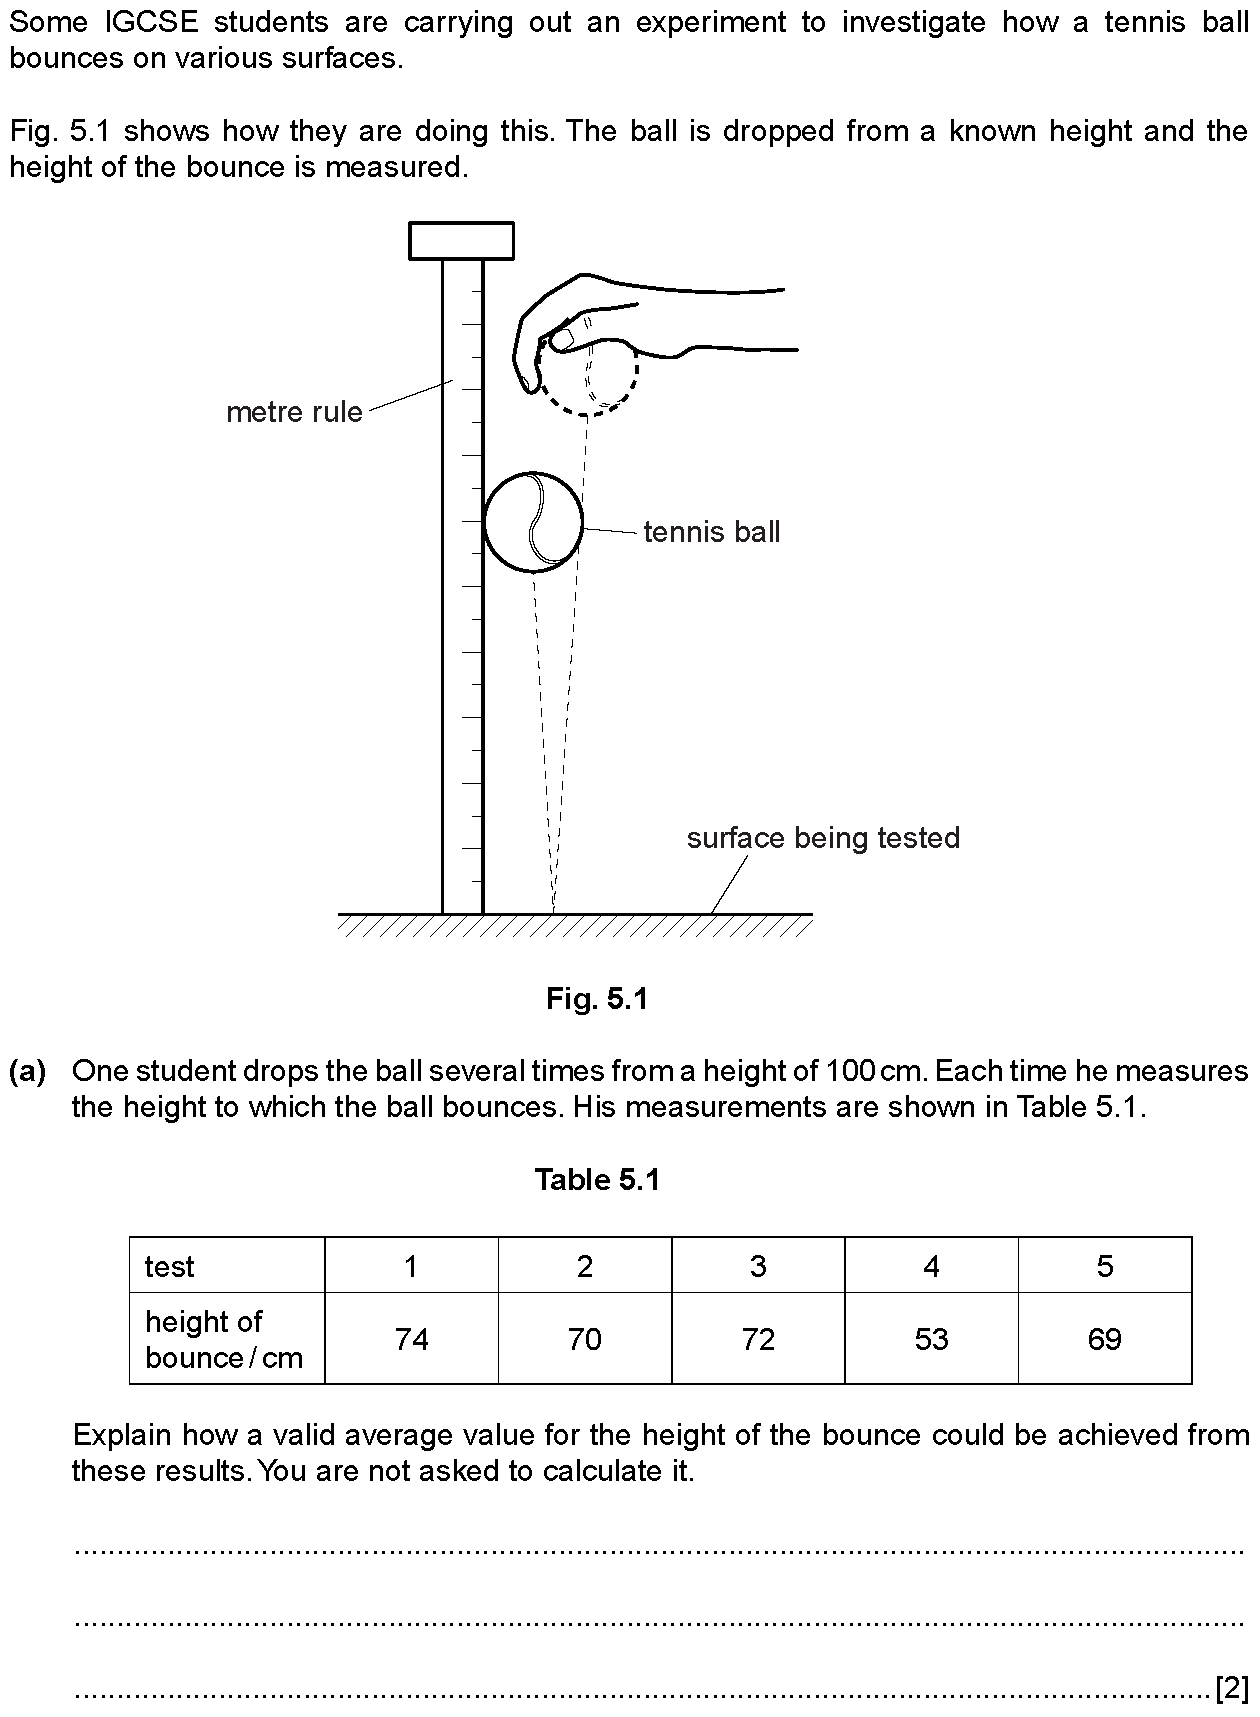 Some IGCSE students are carrying out an experiment to investigate how a tennis ball
bounces on various surfaces.
Fig. 5.1 shows how they are doing this. The ball is dropped from a known height and the
height of the bounce is measured.
metre rule
tennis ball
surface being tested
Fig. 5.1
(a) One student drops the ball several times from a height of 100 cm. Each time he measures
the height to which the ball bounces. His measurements are shown in Table 5.1.
Table 5.1
test 1 2 3 4 5
height of
bounce / cm 74 70 72 53 69
Explain how a valid average value for the height of the bounce could be achieved from
these results. You are not asked to calculate it.
..........
..........
.......... [2]